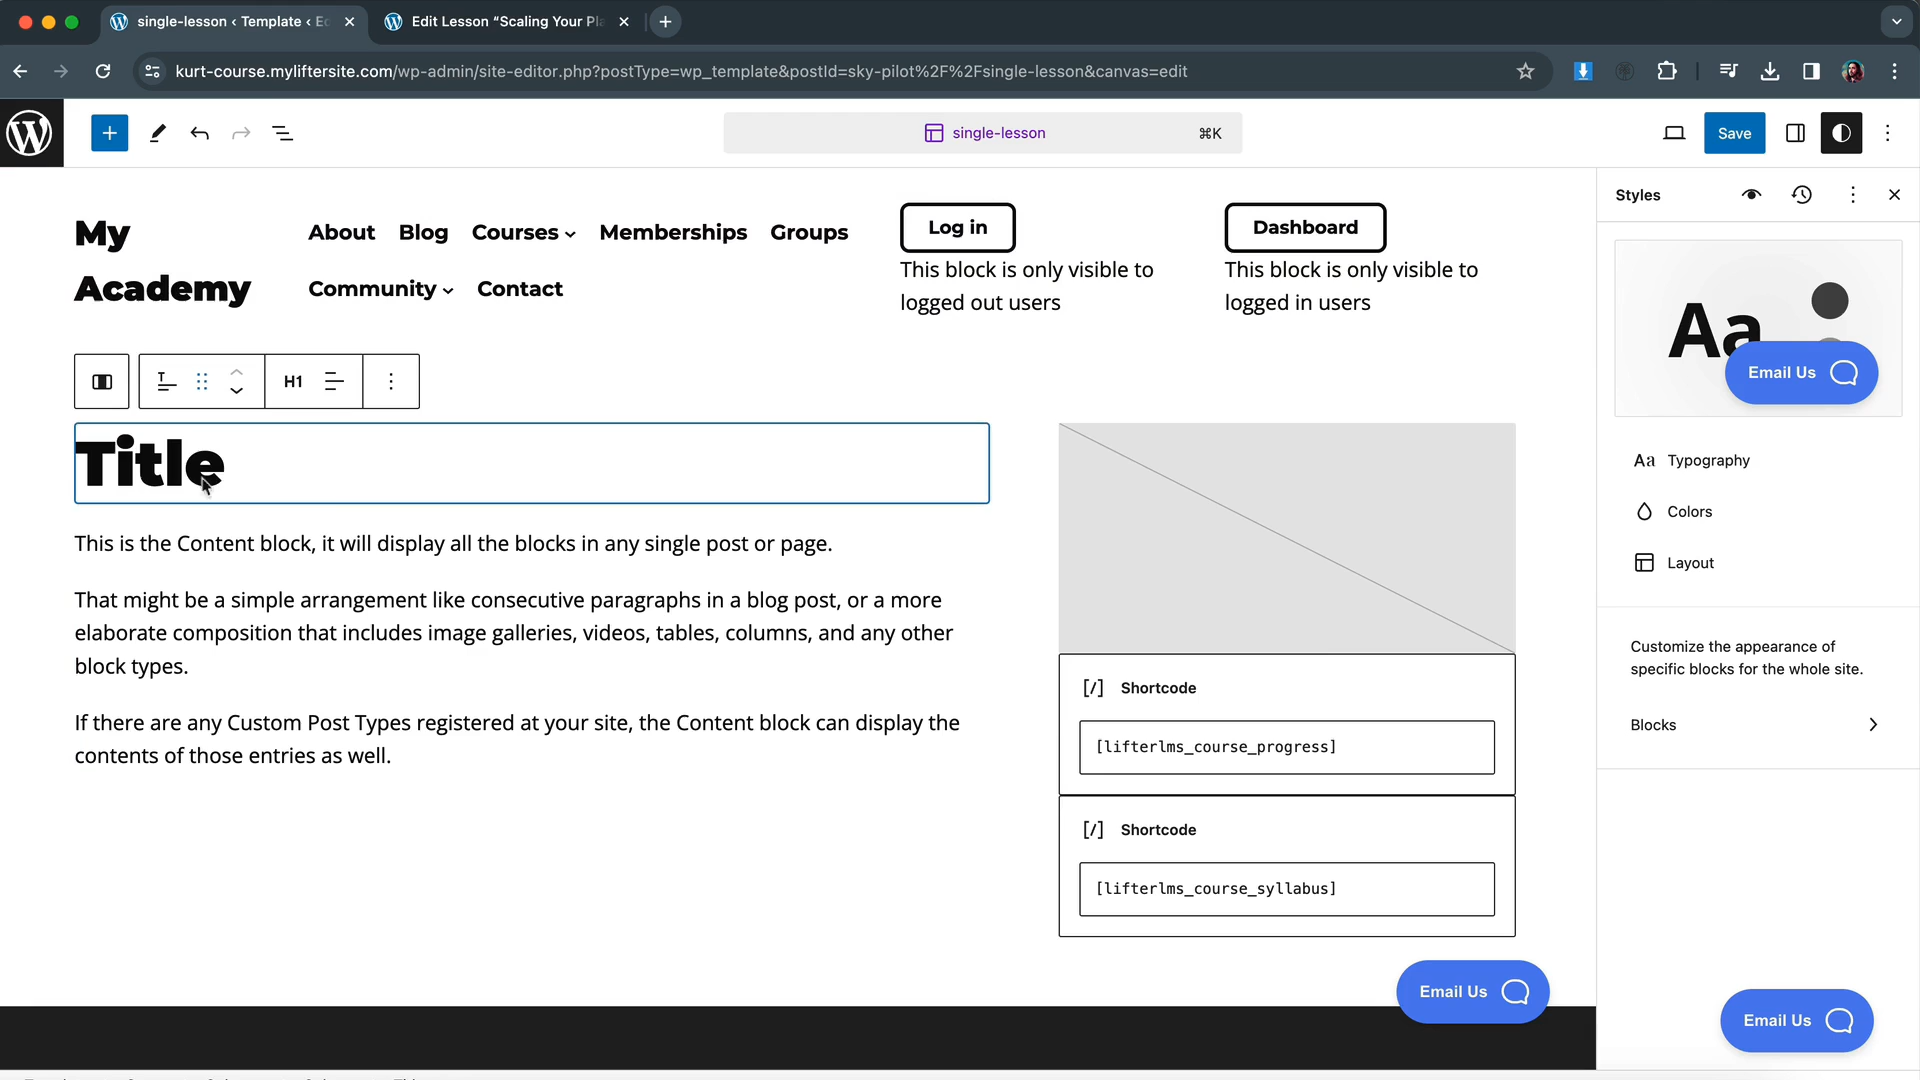 single-lesson ‹ Template ‹ Ed
Edit Lesson “Scaling Your Pla
kurt-course.myliftersite.com/wp-admin/site-editor.php?postType=wp_template&postId=sky-pilot%2F%2Fsingle-lesson&canvas=edit
single-lesson
⌘K
Save
Styles
My
Academy
About
Blog
Courses
Memberships
Groups
Community
Contact
Log in
This block is only visible to
logged out users
Dashboard
This block is only visible to
logged in users
Aa
Email Us
H1
Title
This is the Content block, it will display all the blocks in any single post or page.
That might be a simple arrangement like consecutive paragraphs in a blog post, or a more
elaborate composition that includes image galleries, videos, tables, columns, and any other
block types.
If there are any Custom Post Types registered at your site, the Content block can display the
contents of those entries as well.
[/] Shortcode
[lifterlms_course_progress]
[/] Shortcode
[lifterlms_course_syllabus]
Aa Typography
Colors
Layout
Customize the appearance of
specific blocks for the whole site.
Blocks
Email Us
Email Us